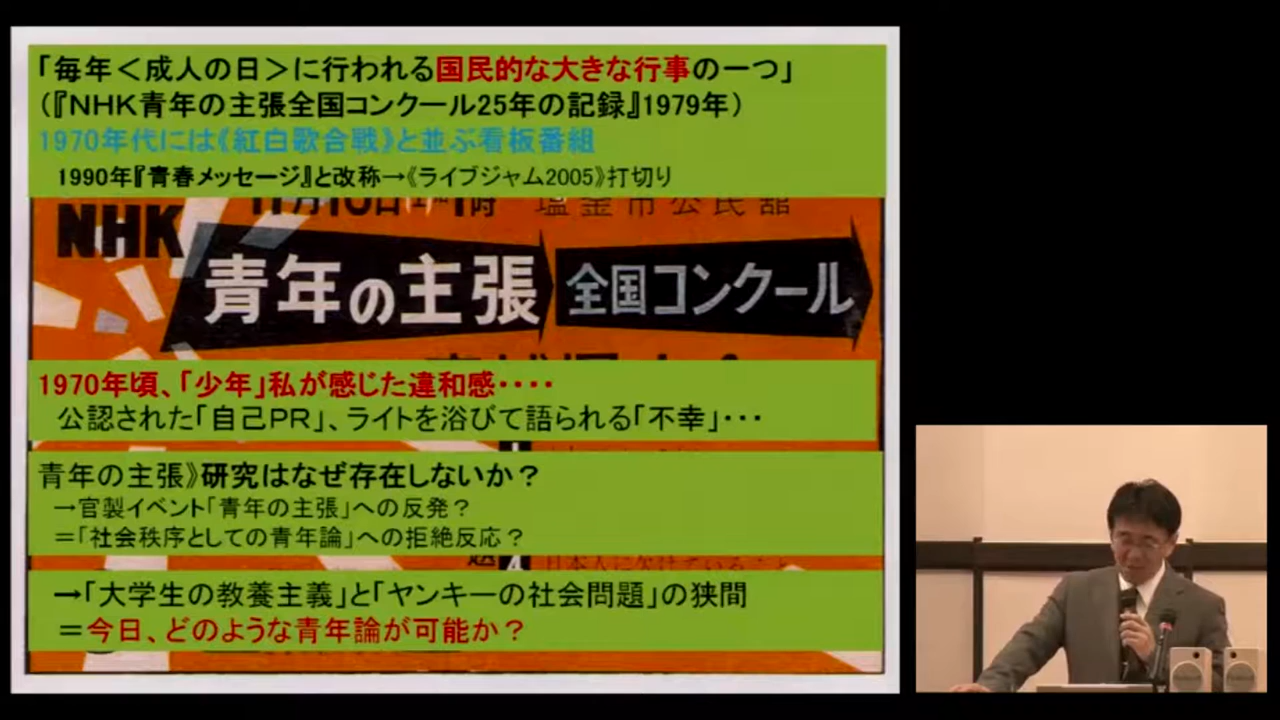 「毎年＜成人の日＞に行われる国民的な大きな行事の一つ」
（『NHK青年の主張全国コンクール25年の記録』1979年）
1970年代には《紅白歌合戦》と並ぶ看板番組
1990年『青春メッセージ』と改称→《ライブジャム2005》打切り
塩釜市公民館
NHK
青年の主張
全国コンクール
1970年頃、「少年」私が感じた違和感・・・・
公認された「自己PR」、ライトを浴びて語られる「不幸」・・・
青年の主張》研究はなぜ存在しないか？
→官製イベント「青年の主張」への反発？
＝「社会秩序としての青年論」への拒絶反応？
日本人に欠けていること
→「大学生の教養主義」と「ヤンキーの社会問題」の狭間
＝今日、どのような青年論が可能か？